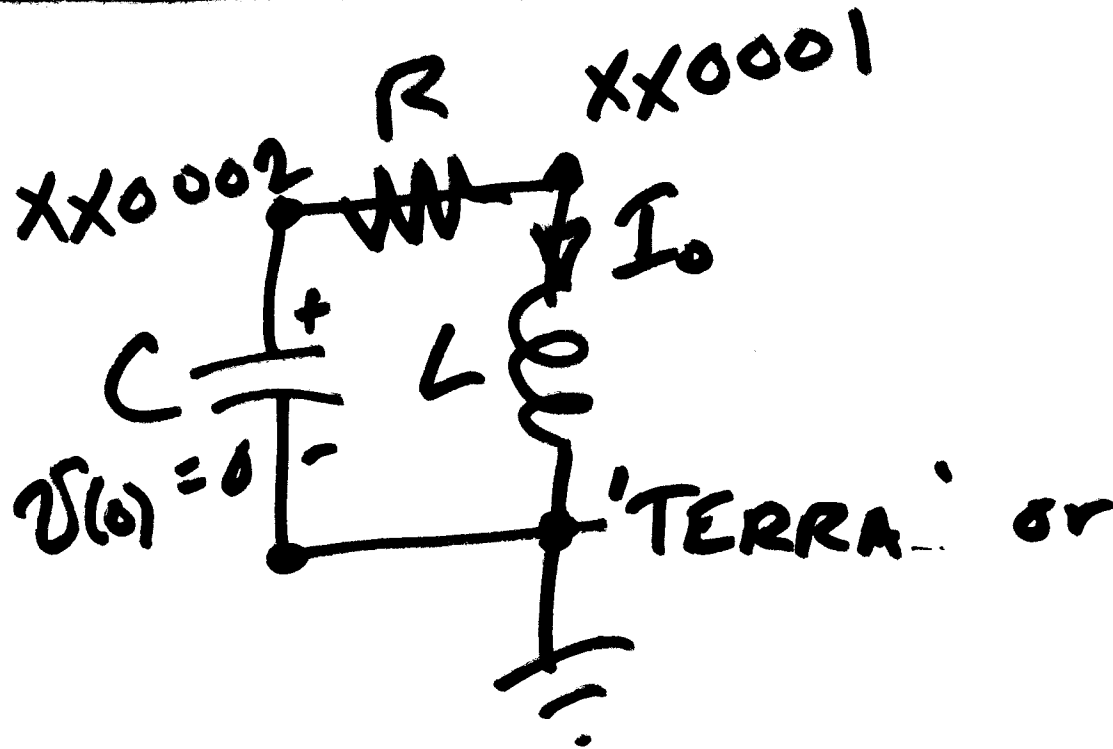 R
XX0001
XX0002
I₀
+
C
L
v(0) = 0 -
'TERRA' or